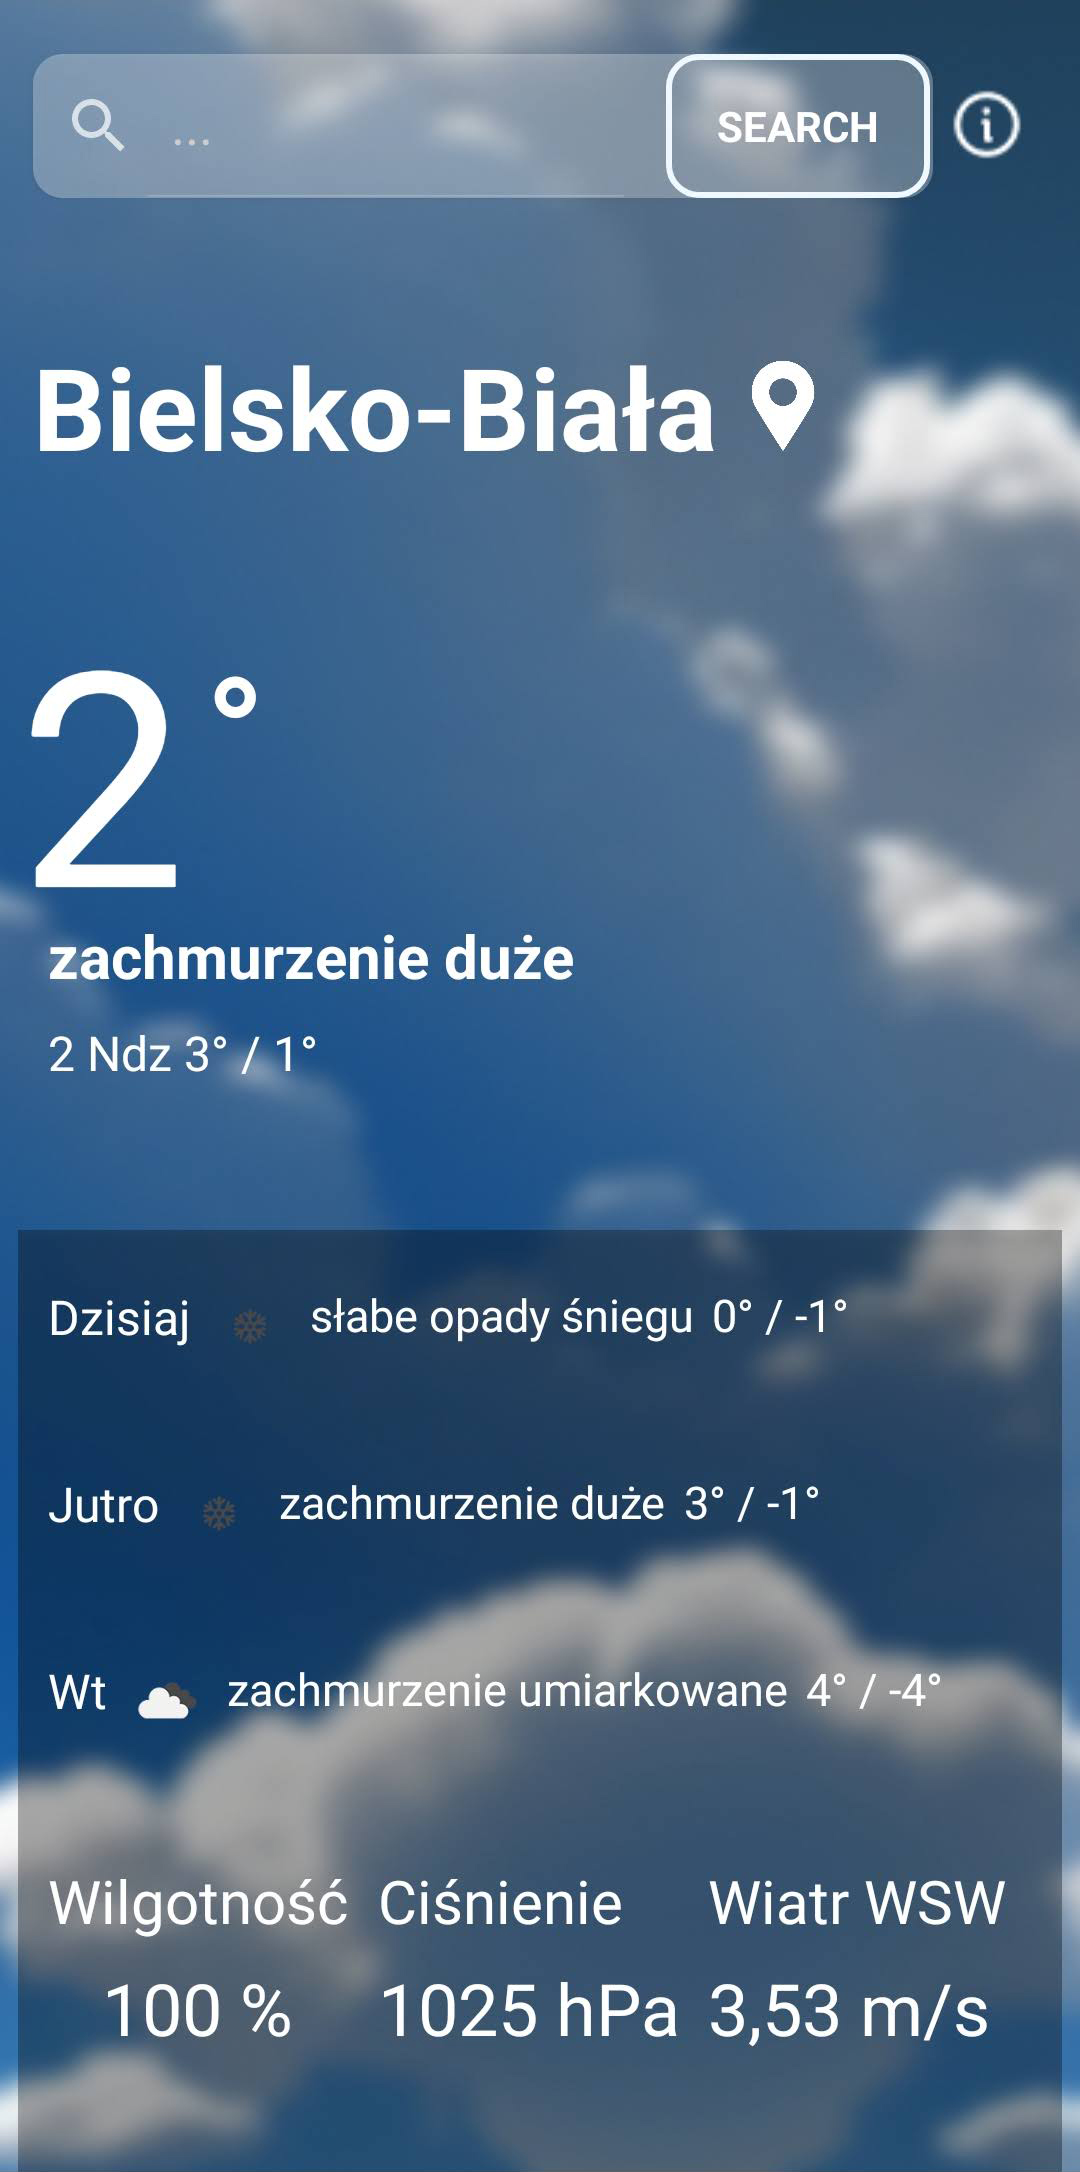 ... SEARCH
Bielsko-Biała
2°
zachmurzenie duże
2 Ndz 3° / 1°
Dzisiaj słabe opady śniegu 0° / -1°
Jutro zachmurzenie duże 3° / -1°
Wt zachmurzenie umiarkowane 4° / -4°
Wilgotność Ciśnienie Wiatr WSW
100 % 1025 hPa 3,53 m/s